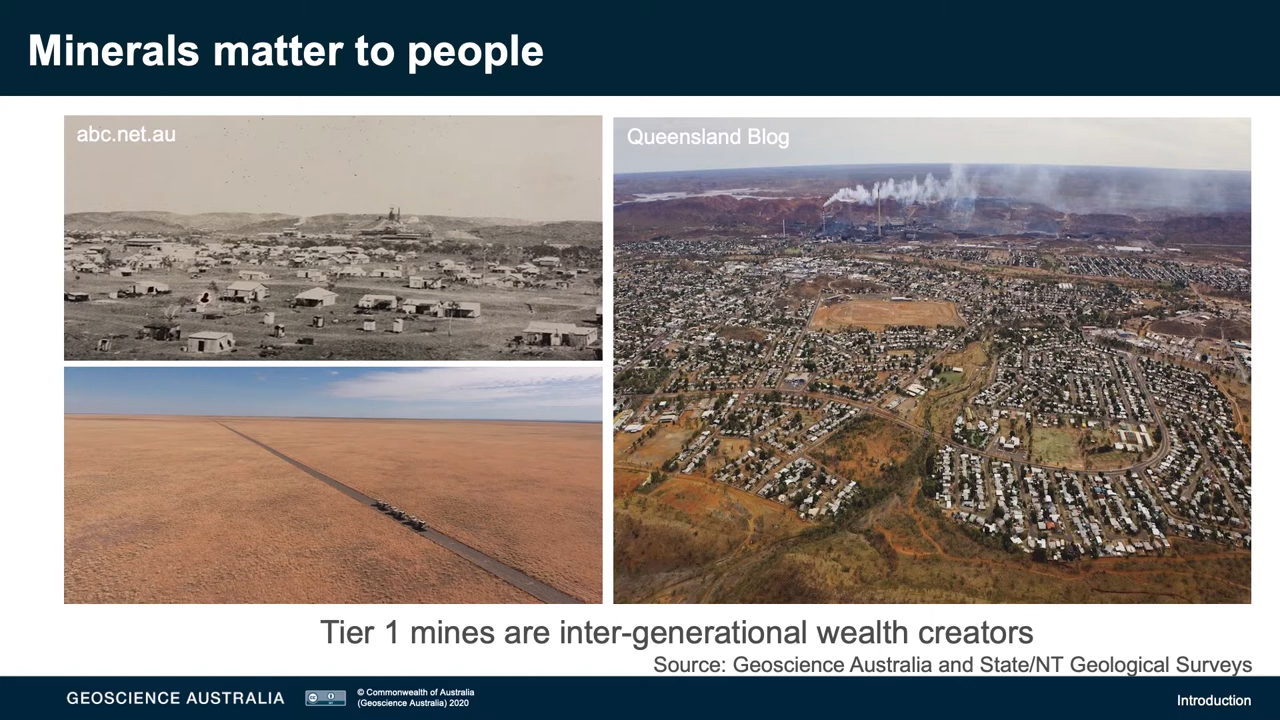 Minerals matter to people
abc.net.au
Queensland Blog
Tier 1 mines are inter-generational wealth creators
Source: Geoscience Australia and State/NT Geological Surveys
GEOSCIENCE AUSTRALIA
© Commonwealth of Australia
(Geoscience Australia) 2020
Introduction